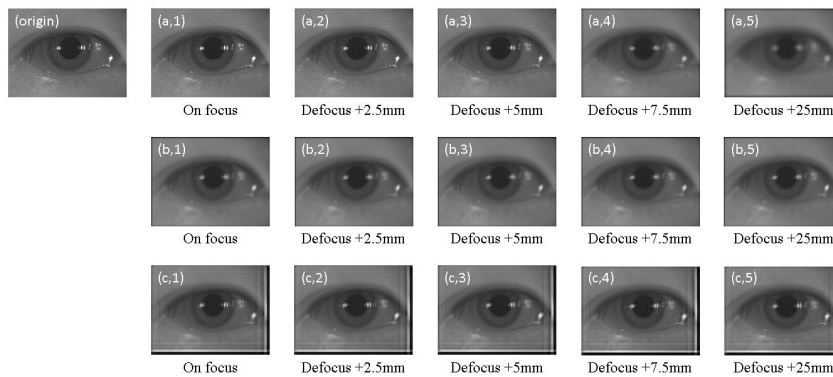 (origin) (a,1) (a,2) (a,3) (a,4) (a,5)
On focus Defocus +2.5mm Defocus +5mm Defocus +7.5mm Defocus +25mm
(b,1) (b,2) (b,3) (b,4) (b,5)
On focus Defocus +2.5mm Defocus +5mm Defocus +7.5mm Defocus +25mm
(c,1) (c,2) (c,3) (c,4) (c,5)
On focus Defocus +2.5mm Defocus +5mm Defocus +7.5mm Defocus +25mm